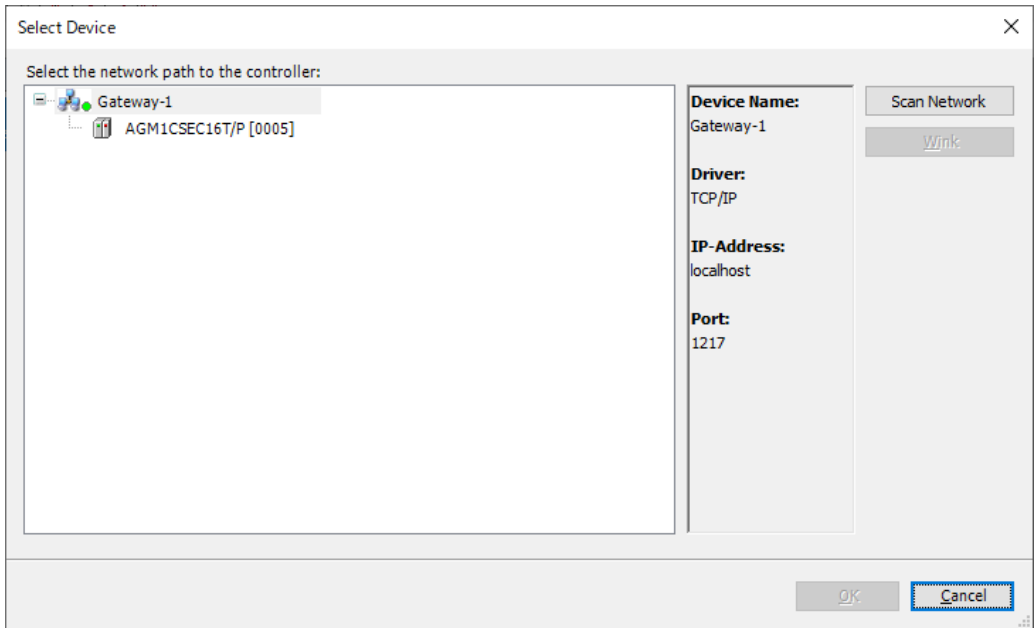 Select Device
Select the network path to the controller:
Gateway-1
AGM1CSEC16T/P [0005]
Device Name:
Gateway-1
Driver:
TCP/IP
IP-Address:
localhost
Port:
1217
Scan Network
Wink
OK
Cancel